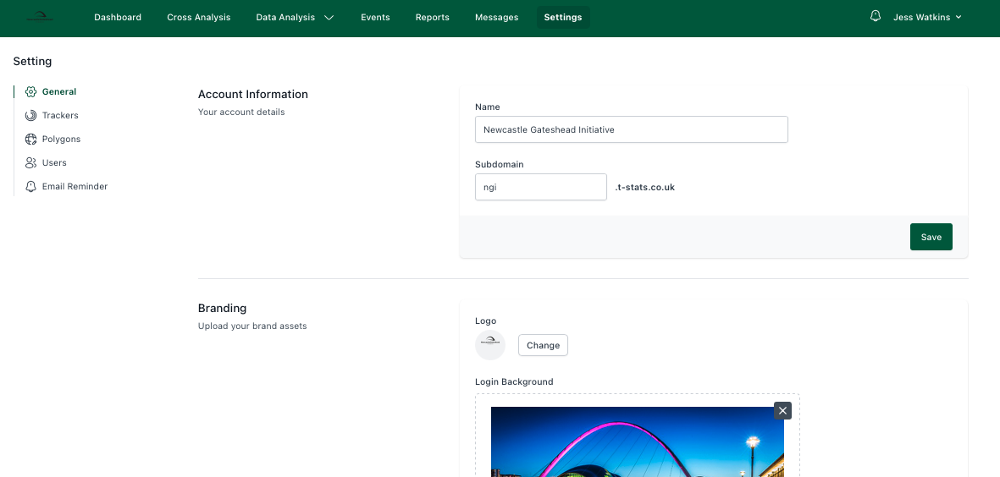 Dashboard Cross Analysis Data Analysis Events Reports Messages Settings Jess Watkins
Setting
General
Trackers
Polygons
Users
Email Reminder
Account Information
Your account details
Name
Newcastle Gateshead Initiative
Subdomain
ngi .t-stats.co.uk
Save
Branding
Upload your brand assets
Logo
Change
Login Background